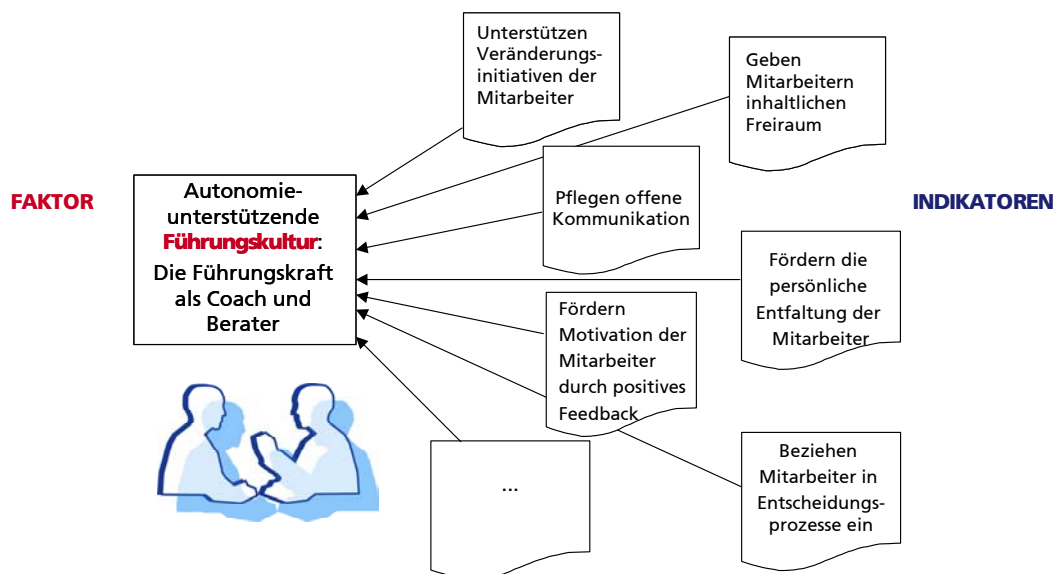 Unterstützen
Veränderungs-
initiativen der
Mitarbeiter
Geben
Mitarbeitern
inhaltlichen
Freiraum
FAKTOR
Autonomie-
unterstützende
Führungskultur:
Die Führungskraft
als Coach und
Berater
Pflegen offene
Kommunikation
INDIKATOREN
Fördern die
persönliche
Entfaltung der
Mitarbeiter
Fördern
Motivation der
Mitarbeiter
durch positives
Feedback
...
Beziehen
Mitarbeiter in
Entscheidungs-
prozesse ein